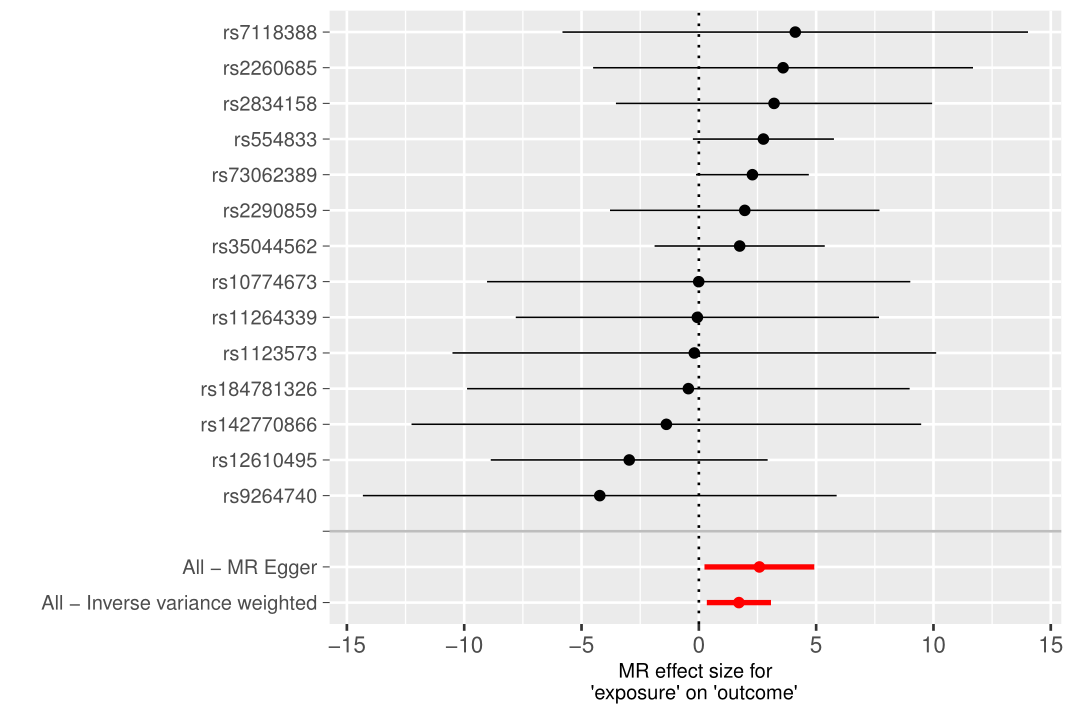 rs7118388
rs2260685
rs2834158
rs554833
rs73062389
rs2290859
rs35044562
rs10774673
rs11264339
rs1123573
rs184781326
rs142770866
rs12610495
rs9264740
All − MR Egger
All − Inverse variance weighted
−15 −10 −5 0 5 10 15
MR effect size for
'exposure' on 'outcome'